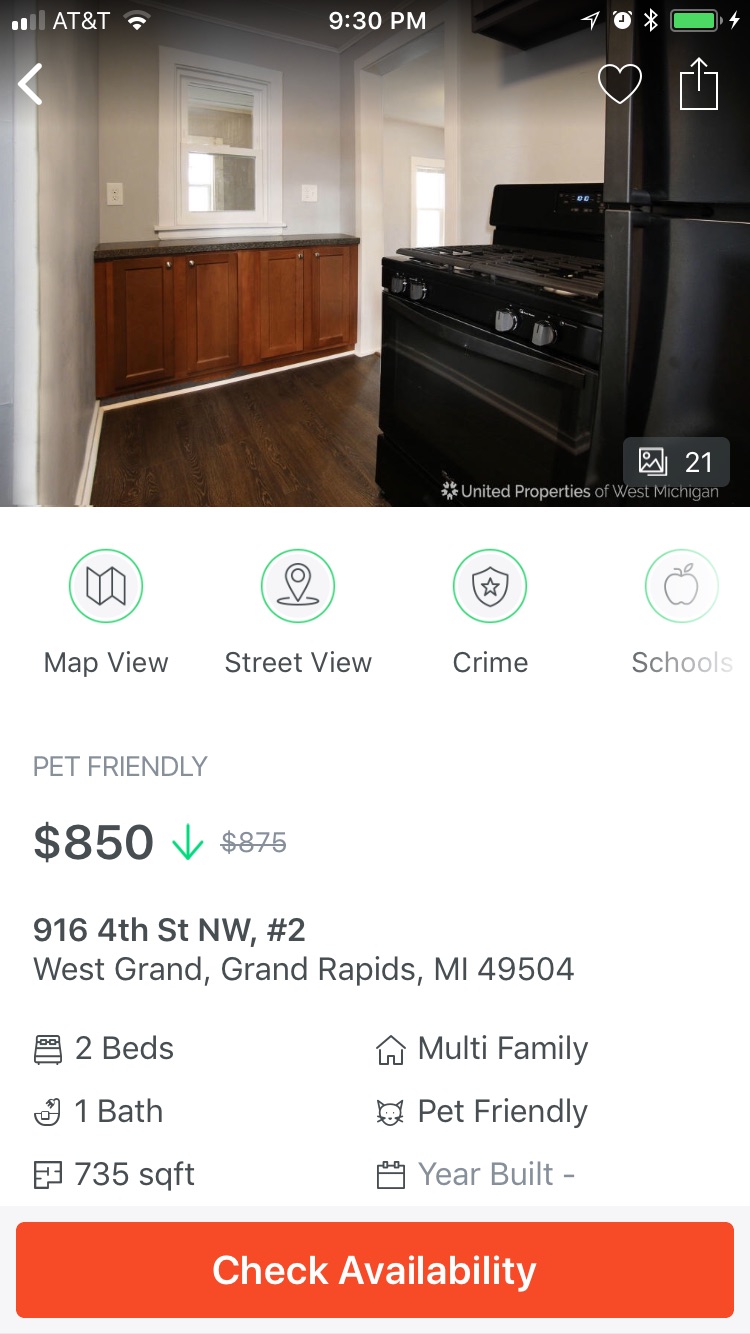 AT&T 9:30 PM
21
United Properties of West Michigan
Map View Street View Crime Schools
PET FRIENDLY
$850 $875
916 4th St NW, #2
West Grand, Grand Rapids, MI 49504
2 Beds Multi Family
1 Bath Pet Friendly
735 sqft Year Built -
Check Availability